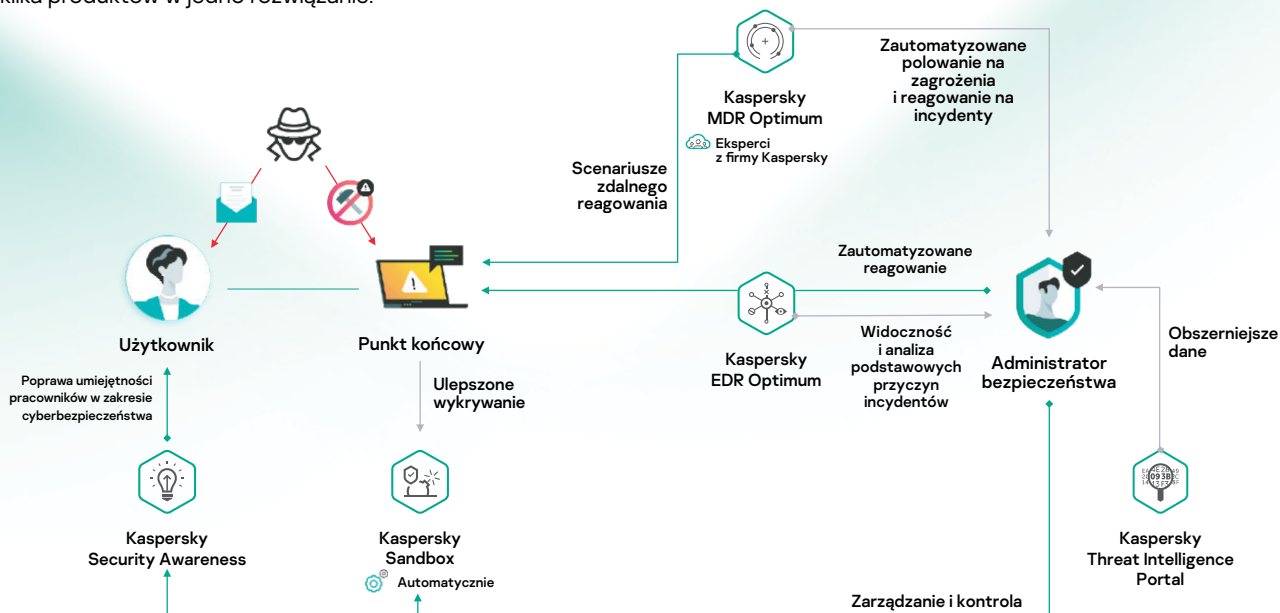 kilka produktów w jedno rozwiązanie.
Zautomatyzowane
polowanie na
zagrożenia
i reagowanie na
incydenty
Kaspersky
MDR Optimum
Eksperci
z firmy Kaspersky
Scenariusze
zdalnego
reagowania
Zautomatyzowane
reagowanie
Użytkownik
Punkt końcowy
Kaspersky
EDR Optimum
Widoczność
i analiza
podstawowych
przyczyn
incydentów
Administrator
bezpieczeństwa
Obszerniejsze
dane
Poprawa umiejętności
pracowników w zakresie
cyberbezpieczeństwa
Ulepszone
wykrywanie
Kaspersky
Security Awareness
Kaspersky
Sandbox
Automatycznie
093B
Kaspersky
Threat Intelligence
Portal
Zarządzanie i kontrola